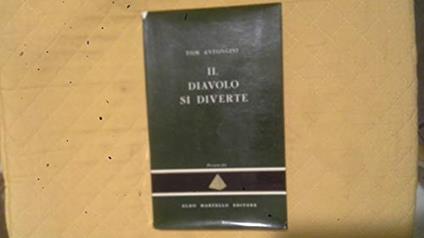 TOM ANTONGINI
IL
DIAVOLO
SI DIVERTE
ALDO MARTELLO EDITORE